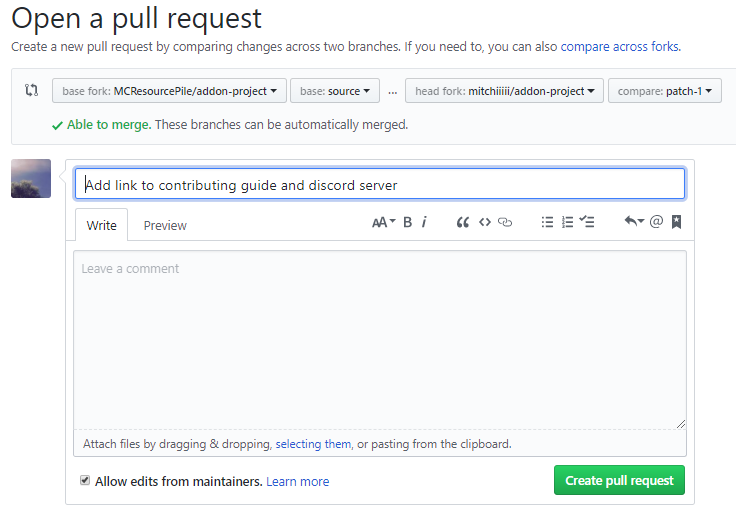 Open a pull request
Create a new pull request by comparing changes across two branches. If you need to, you can also compare across forks.
base fork: MCResourcePile/addon-project base: source ... head fork: mitchiiiii/addon-project compare: patch-1
Able to merge. These branches can be automatically merged.
Add link to contributing guide and discord server
Write Preview AA B i
Leave a comment
Attach files by dragging & dropping, selecting them, or pasting from the clipboard.
Allow edits from maintainers. Learn more Create pull request